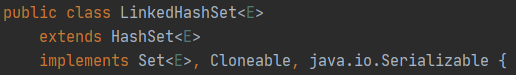 public class LinkedHashSet<E>
    extends HashSet<E>
    implements Set<E>, Cloneable, java.io.Serializable {